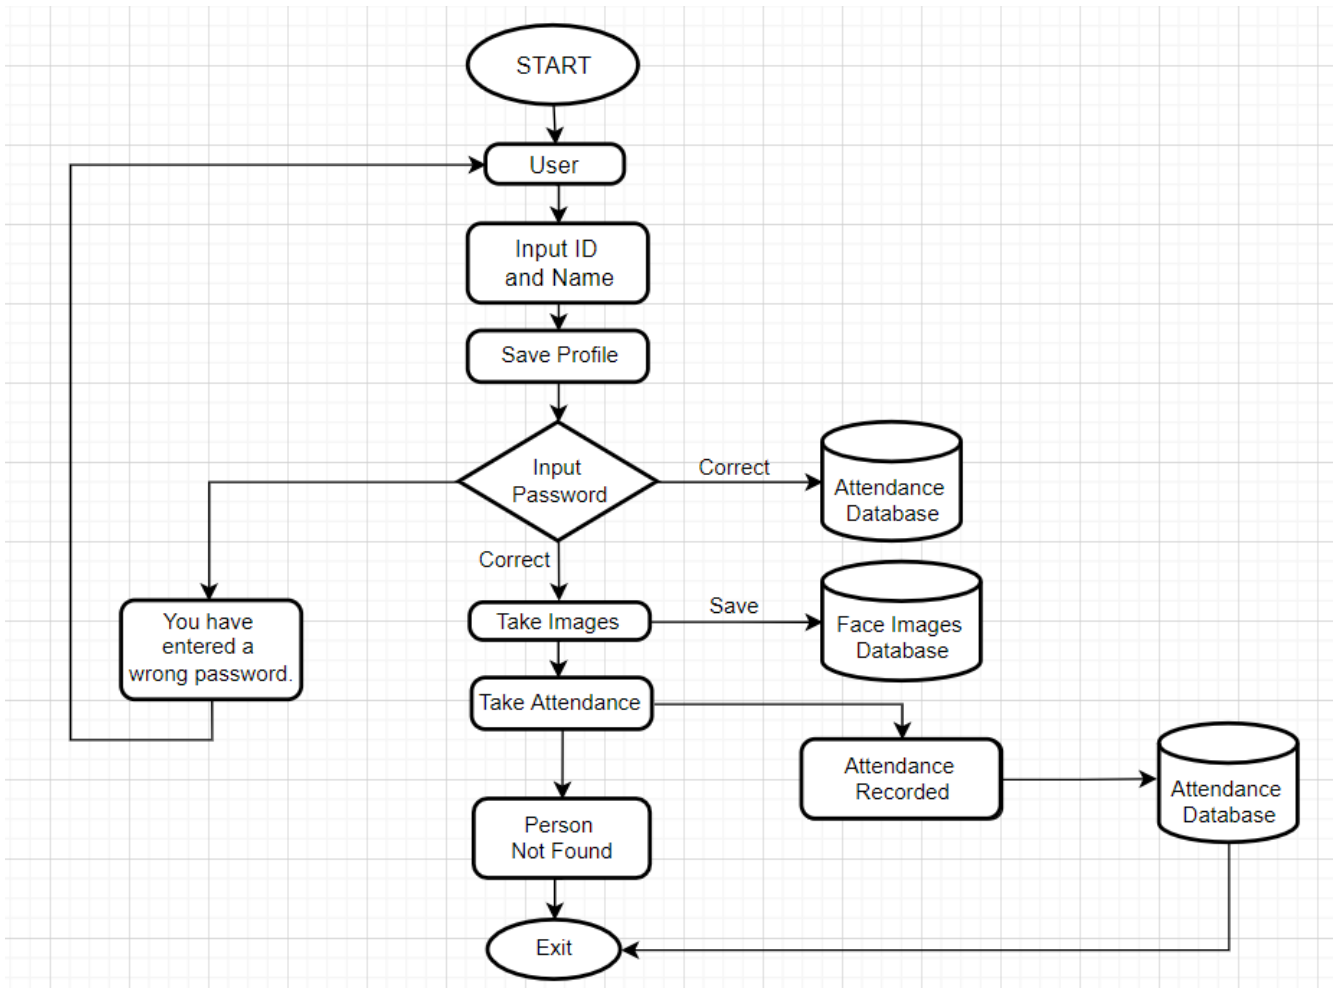 START
User
Input ID
and Name
Save Profile
Input
Password
Correct
Attendance
Database
Correct
You have
entered a
wrong password.
Take Images
Save
Face Images
Database
Take Attendance
Attendance
Recorded
Attendance
Database
Person
Not Found
Exit